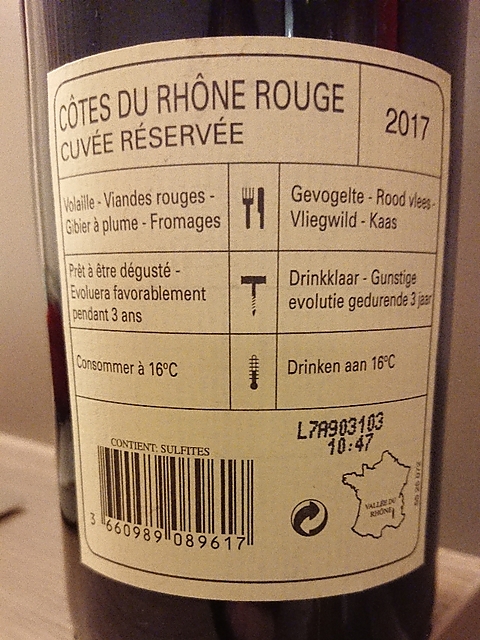 CÔTES DU RHÔNE ROUGE
CUVÉE RÉSERVÉE
2017
Volaille - Viandes rouges -
Gibier à plume - Fromages
Gevogelte - Rood vlees -
Vliegwild - Kaas
Prêt à être dégusté -
Evoluera favorablement
pendant 3 ans
Drinkklaar - Gunstige
evolutie gedurende 3 jaar
Consommer à 16ºC
Drinken aan 16ºC
L7A903103
10:47
CONTIENT: SULFITES
3 660989 089617
VALLÉE DU
RHÔNE